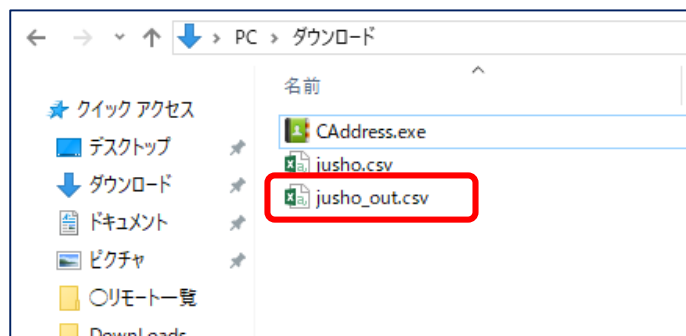 PC > ダウンロード
名前
クイック アクセス
デスクトップ
ダウンロード
ドキュメント
ピクチャ
〇リモート一覧
DownLoads
CAddress.exe
jusho.csv
jusho_out.csv